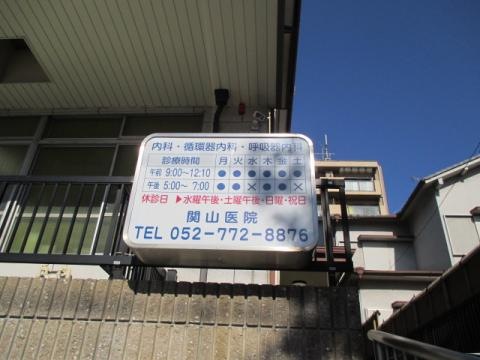 内科・循環器内科・呼吸器内科
診療時間 月 火 水 木 金 土
午前 9:00～12:10 ● ● ● ● ● ●
午後 5:00～7:00 ● ● × ● ● ×
休診日 ▶水曜午後・土曜午後・日曜・祝日
関山医院
TEL 052-772-8876